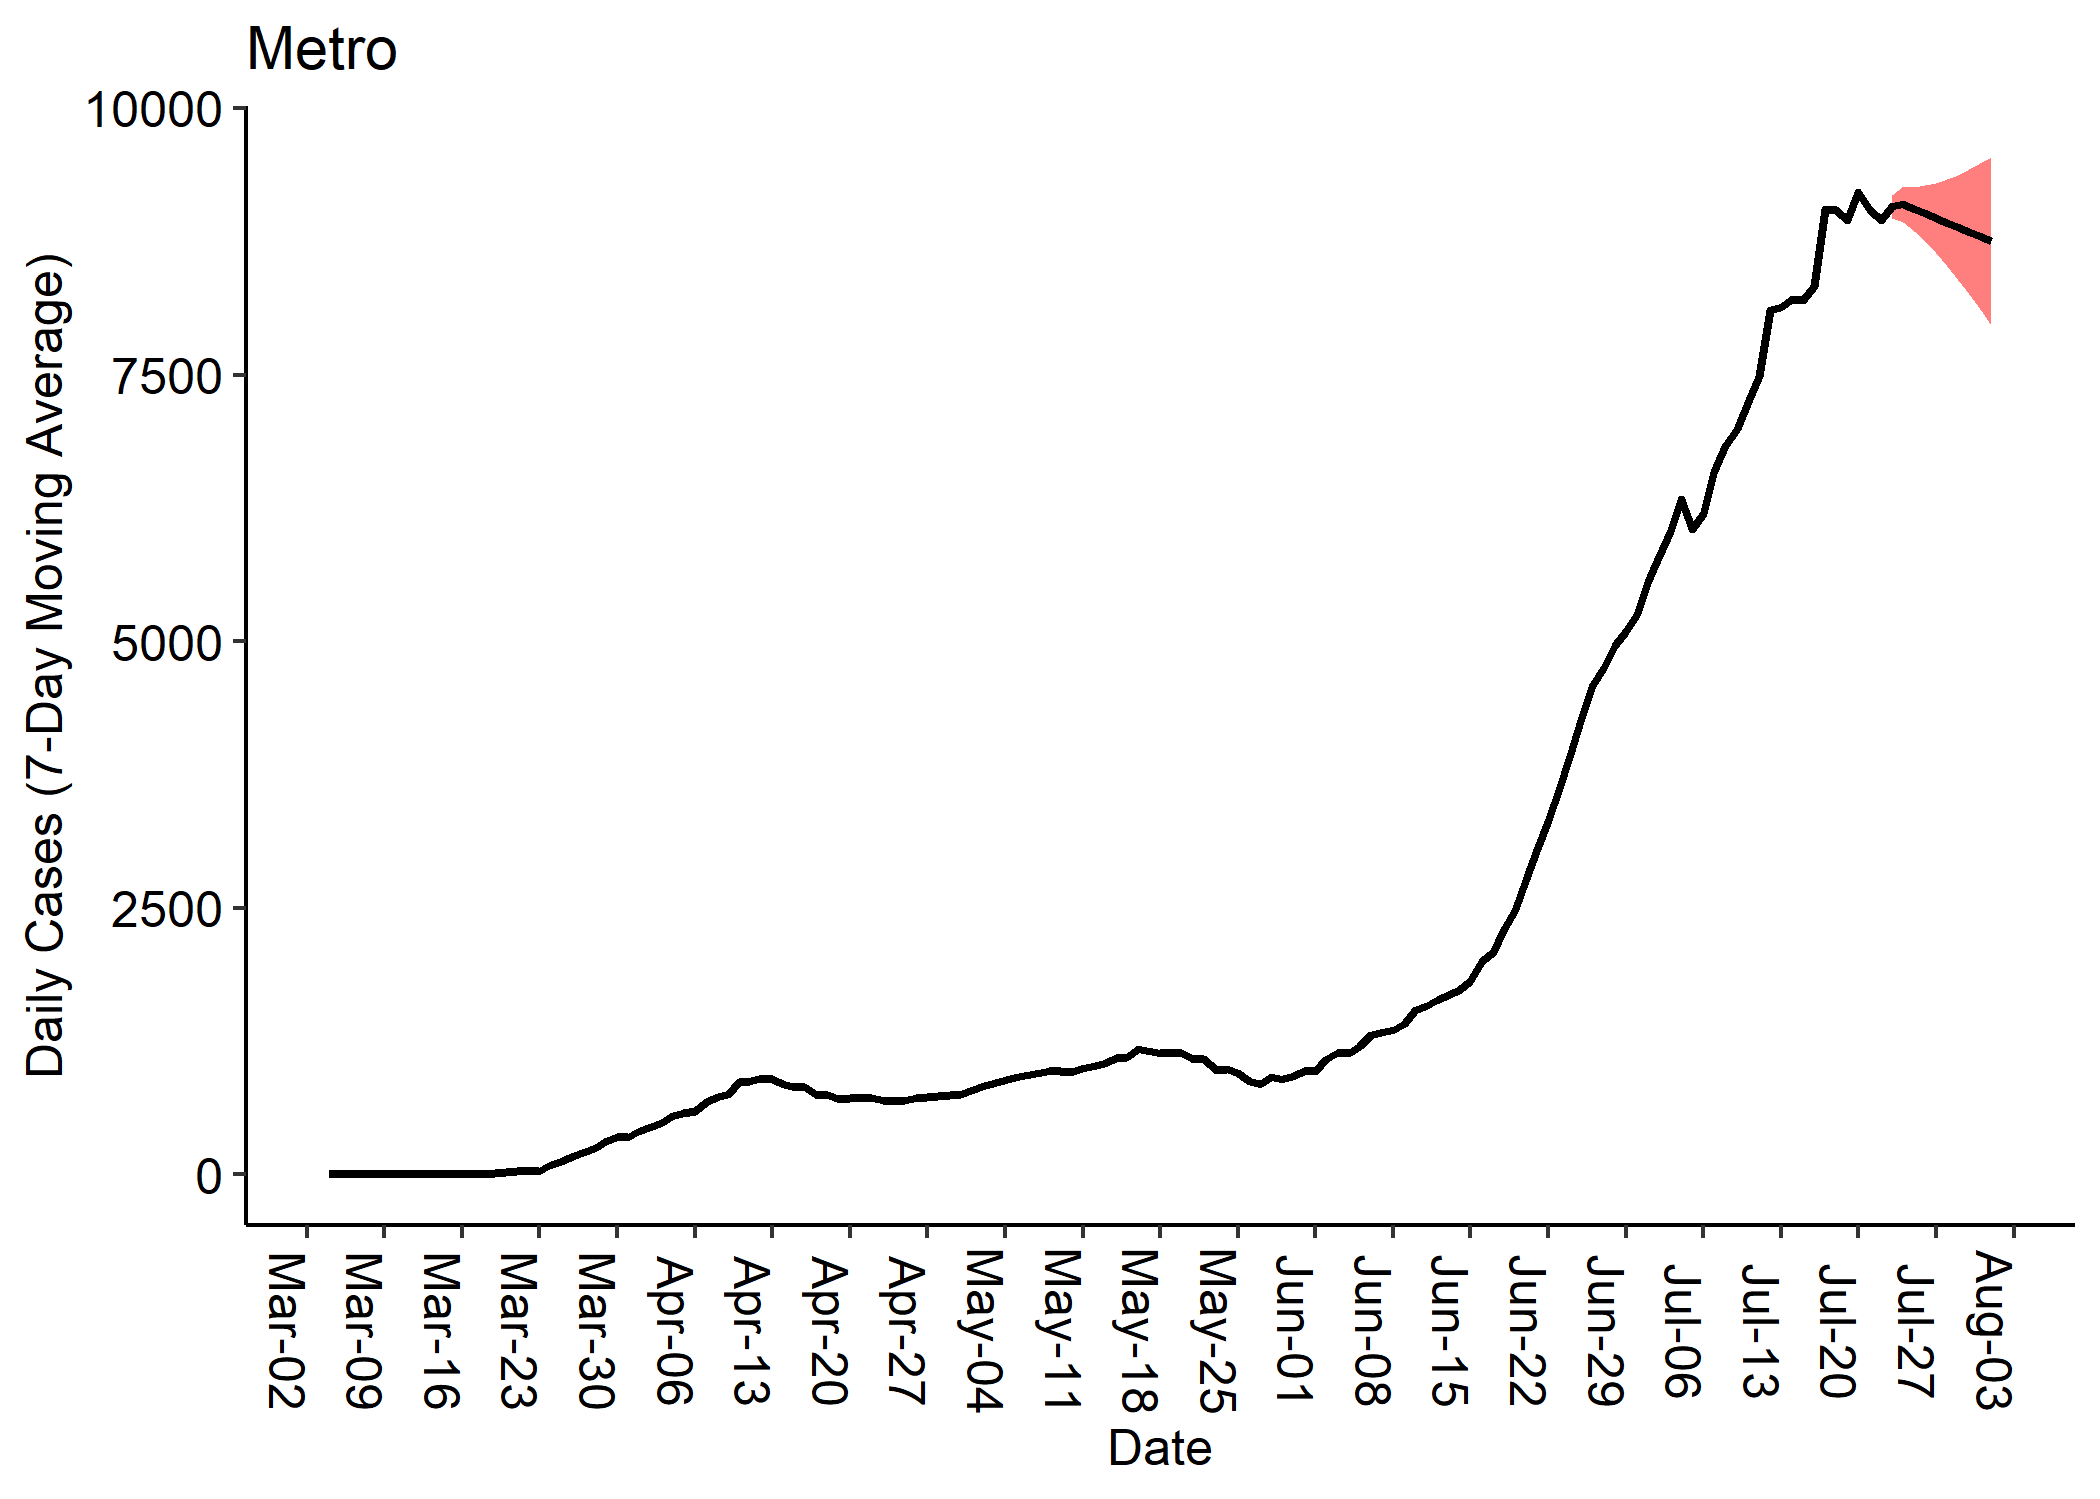 Metro
Daily Cases (7-Day Moving Average)
10000
7500
5000
2500
0
Mar-02
Mar-09
Mar-16
Mar-23
Mar-30
Apr-06
Apr-13
Apr-20
Apr-27
May-04
May-11
May-18
May-25
Jun-01
Jun-08
Jun-15
Jun-22
Jun-29
Jul-06
Jul-13
Jul-20
Jul-27
Aug-03
Date